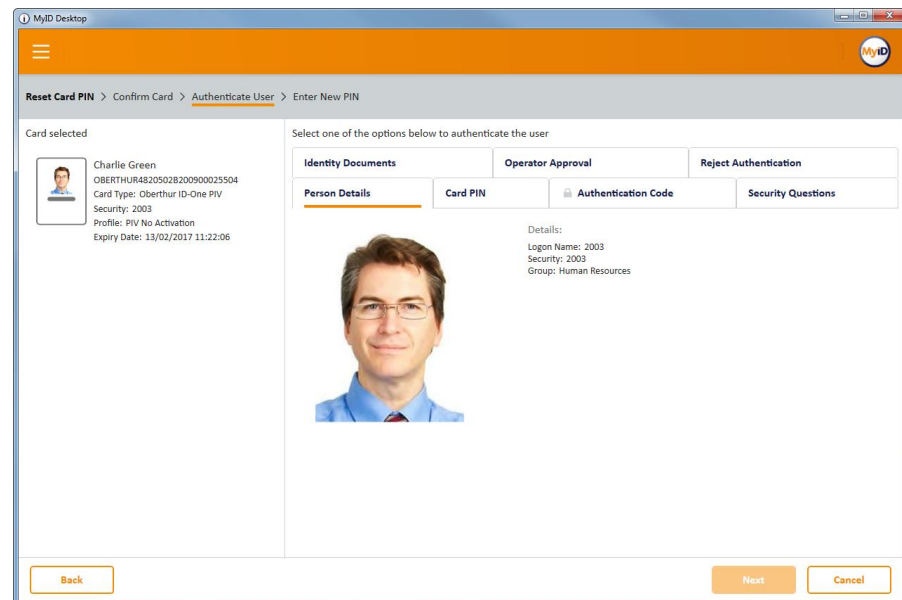 MyID Desktop
MyID
Reset Card PIN > Confirm Card > Authenticate User > Enter New PIN
Card selected
Charlie Green
OBERTHUR4820502B200900025504
Card Type: Oberthur ID-One PIV
Security: 2003
Profile: PIV No Activation
Expiry Date: 13/02/2017 11:22:06
Select one of the options below to authenticate the user
Identity Documents Operator Approval Reject Authentication
Person Details Card PIN Authentication Code Security Questions
Details:
Logon Name: 2003
Security: 2003
Group: Human Resources
Back Next Cancel